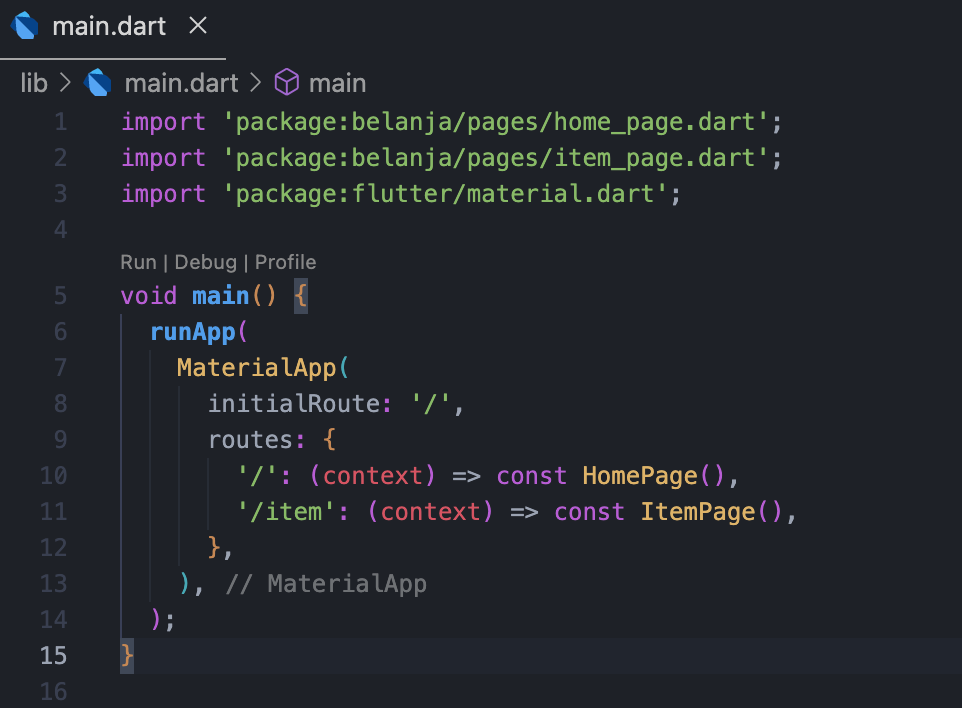 main.dart ×
lib > main.dart > main
1 import 'package:belanja/pages/home_page.dart';
2 import 'package:belanja/pages/item_page.dart';
3 import 'package:flutter/material.dart';
4
Run | Debug | Profile
5 void main() {
6   runApp(
7     MaterialApp(
8       initialRoute: '/',
9       routes: {
10         '/': (context) => const HomePage(),
11         '/item': (context) => const ItemPage(),
12       },
13     ), // MaterialApp
14   );
15 }
16